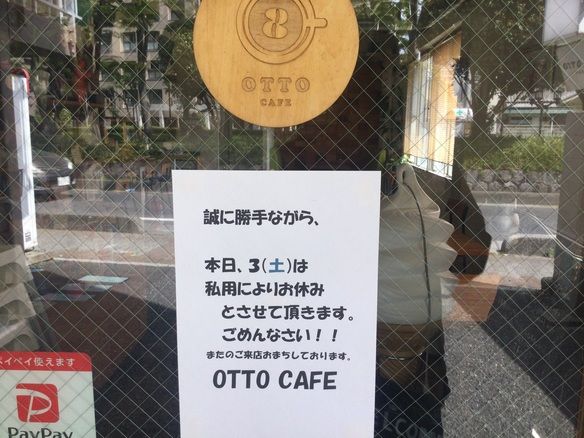 8
OTTO
CAFE
誠に勝手ながら、
本日、3(土)は
私用によりお休み
とさせて頂きます。
ごめんなさい！！
またのご来店おまちしております。
OTTO CAFE
ペイペイ使えます
PayPay